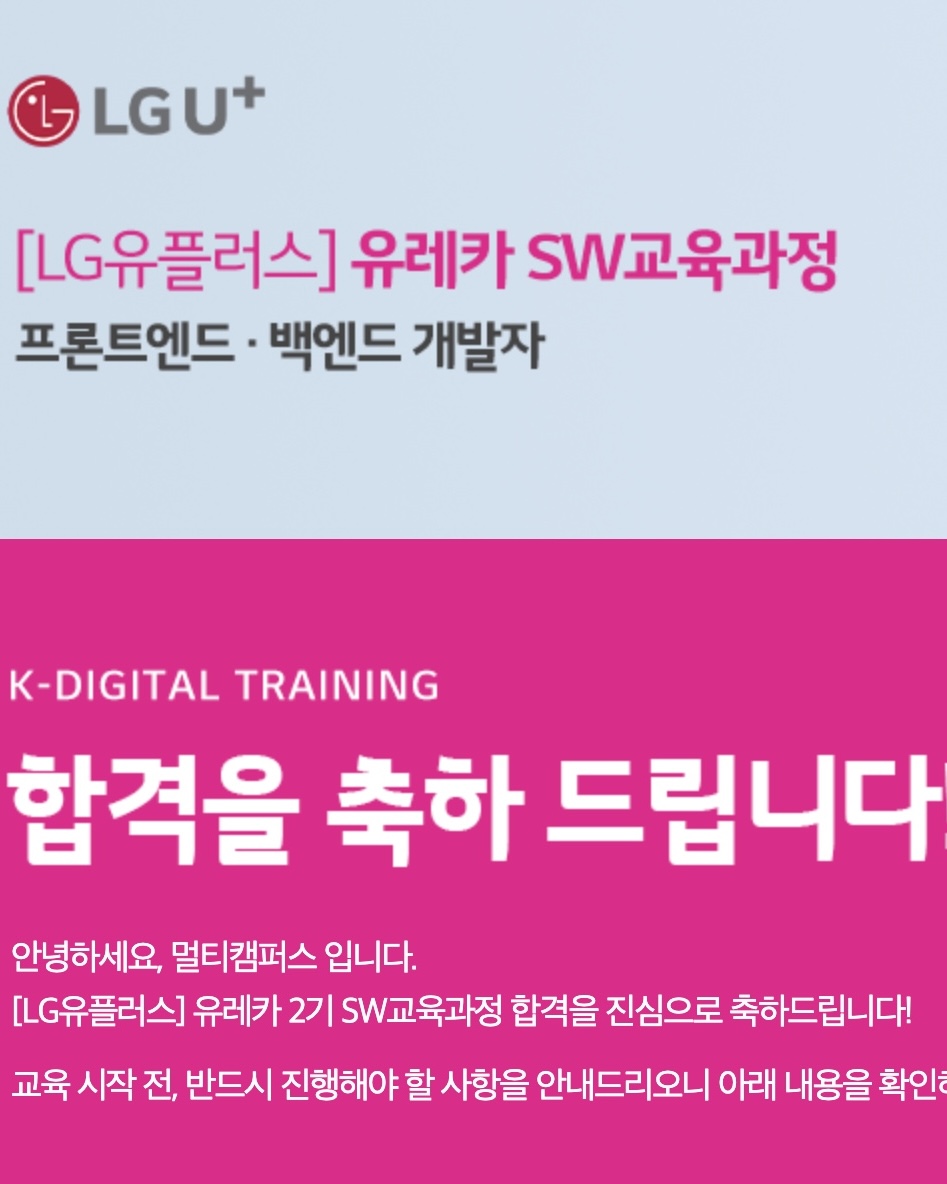 LG U+
[LG유플러스] 유레카 SW교육과정
프론트엔드 · 백엔드 개발자
K-DIGITAL TRAINING
합격을 축하 드립니다!
안녕하세요, 멀티캠퍼스 입니다.
[LG유플러스] 유레카 2기 SW교육과정 합격을 진심으로 축하드립니다!
교육 시작 전, 반드시 진행해야 할 사항을 안내드리오니 아래 내용을 확인